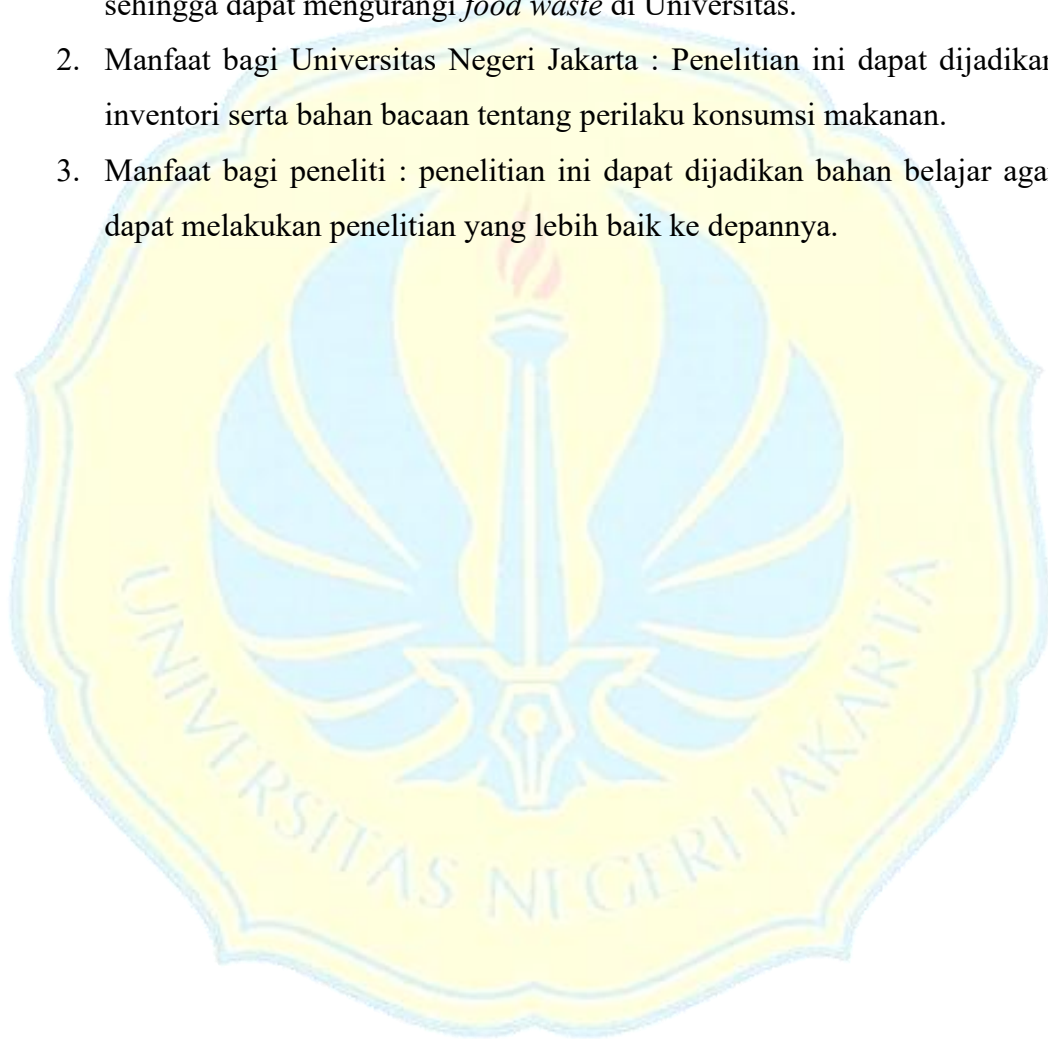 sehingga dapat mengurangi food waste di Universitas.
2. Manfaat bagi Universitas Negeri Jakarta : Penelitian ini dapat dijadikan
inventori serta bahan bacaan tentang perilaku konsumsi makanan.
3. Manfaat bagi peneliti : penelitian ini dapat dijadikan bahan belajar aga
dapat melakukan penelitian yang lebih baik ke depannya.
UNIVERSITAS NEGERI JAKARTA